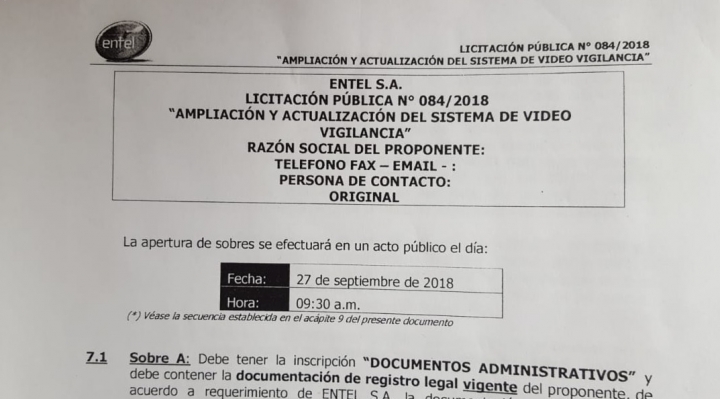 entel
LICITACIÓN PÚBLICA N° 084/2018
"AMPLIACIÓN Y ACTUALIZACIÓN DEL SISTEMA DE VIDEO VIGILANCIA"
ENTEL S.A.
LICITACIÓN PÚBLICA N° 084/2018
"AMPLIACIÓN Y ACTUALIZACIÓN DEL SISTEMA DE VIDEO
VIGILANCIA"
RAZÓN SOCIAL DEL PROPONENTE:
TELEFONO FAX – EMAIL - :
PERSONA DE CONTACTO:
ORIGINAL
La apertura de sobres se efectuará en un acto público el día:
Fecha: 27 de septiembre de 2018
Hora: 09:30 a.m.
(*) Véase la secuencia establecida en el acápite 9 del presente documento
7.1 Sobre A: Debe tener la inscripción "DOCUMENTOS ADMINISTRATIVOS" y
debe contener la documentación de registro legal vigente del proponente, de
acuerdo a requerimiento de ENTEL S.A. la